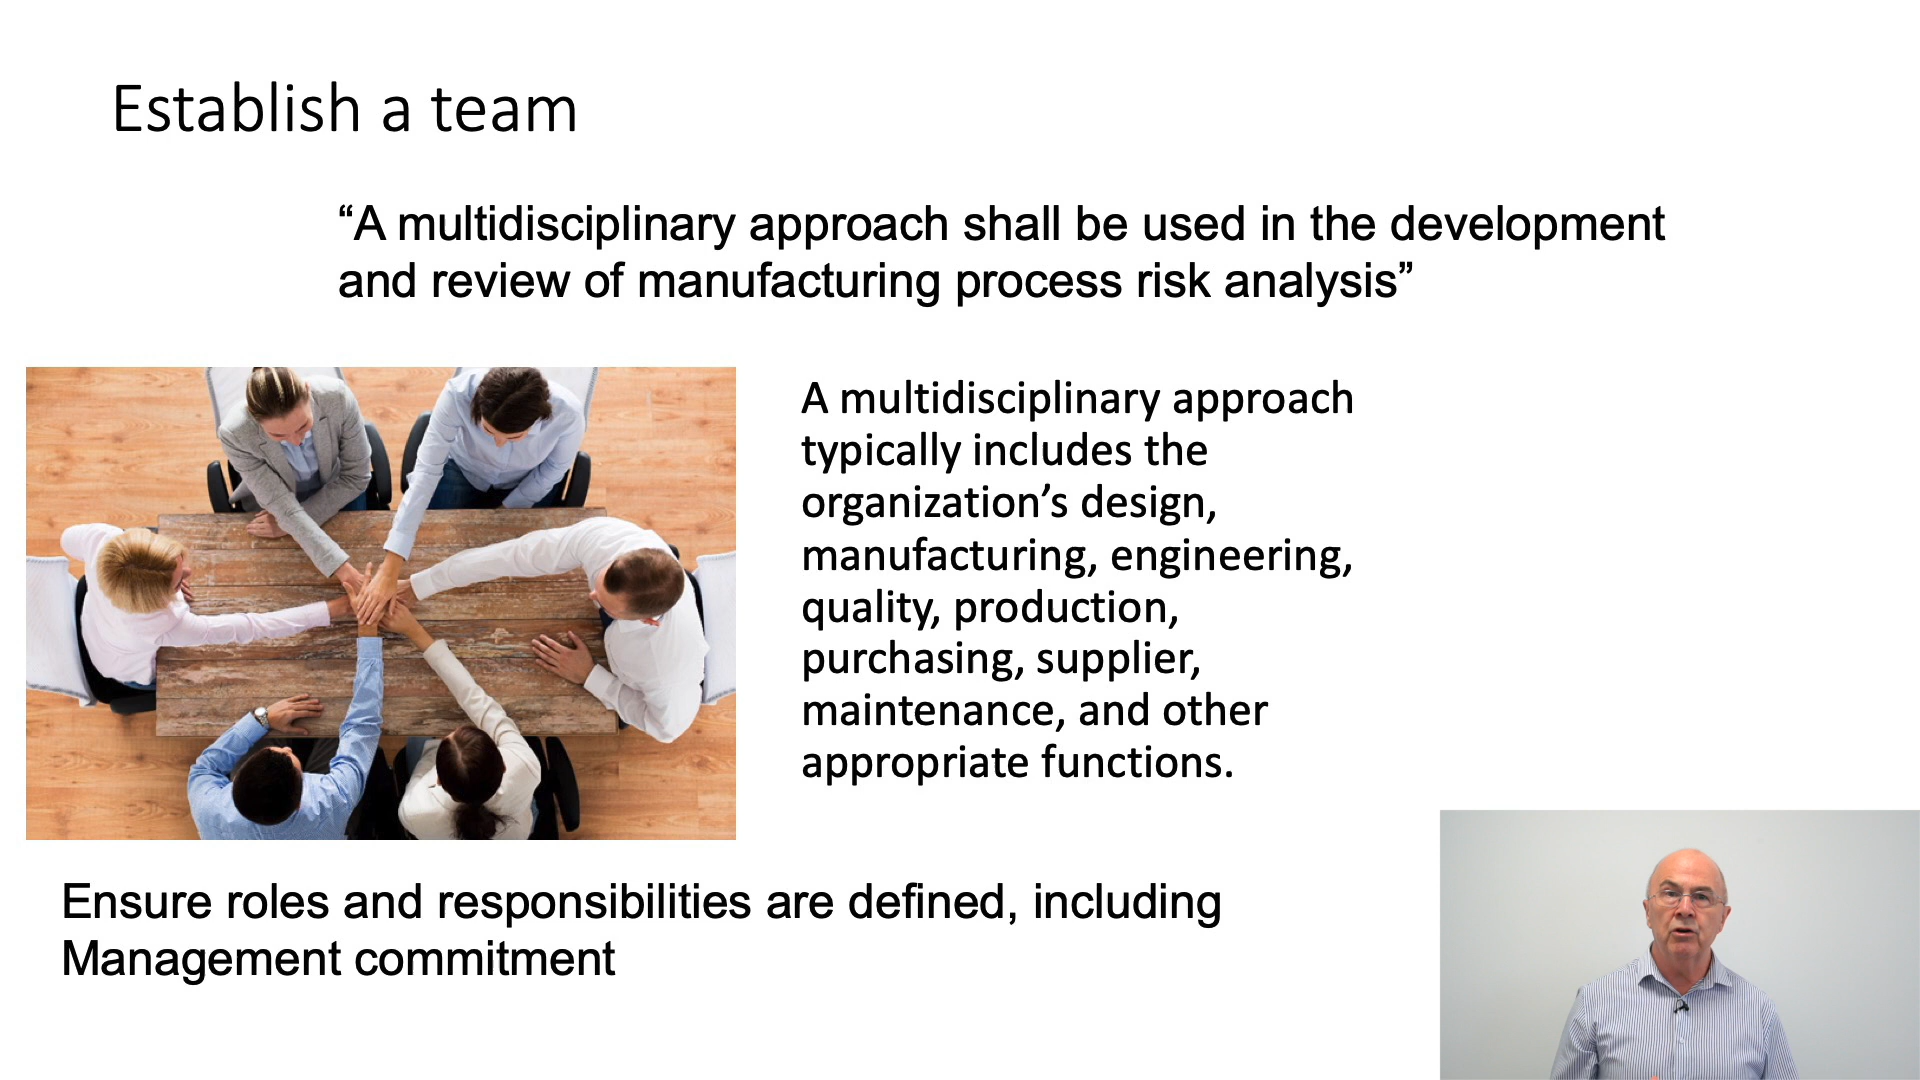 Establish a team
“A multidisciplinary approach shall be used in the development
and review of manufacturing process risk analysis”
A multidisciplinary approach
typically includes the
organization’s design,
manufacturing, engineering,
quality, production,
purchasing, supplier,
maintenance, and other
appropriate functions.
Ensure roles and responsibilities are defined, including
Management commitment